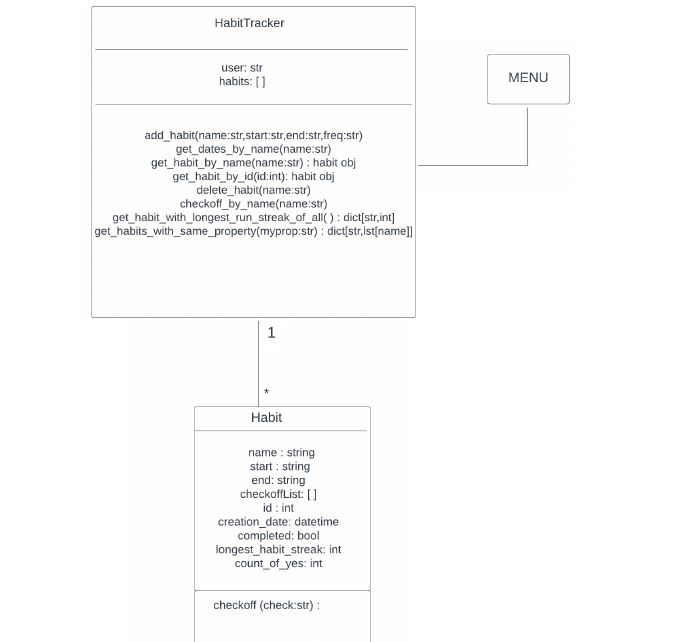 HabitTracker
user: str
habits: [ ]
MENU
add_habit(name:str,start:str,end:str,freq:str)
get_dates_by_name(name:str)
get_habit_by_name(name:str) : habit obj
get_habit_by_id(id:int): habit obj
delete_habit(name:str)
checkoff_by_name(name:str)
get_habit_with_longest_run_streak_of_all( ) : dict[str,int]
get_habits_with_same_property(myprop:str) : dict[str,lst[name]]
1
*
Habit
name : string
start : string
end: string
checkoffList: [ ]
id : int
creation_date: datetime
completed: bool
longest_habit_streak: int
count_of_yes: int
checkoff (check:str) :